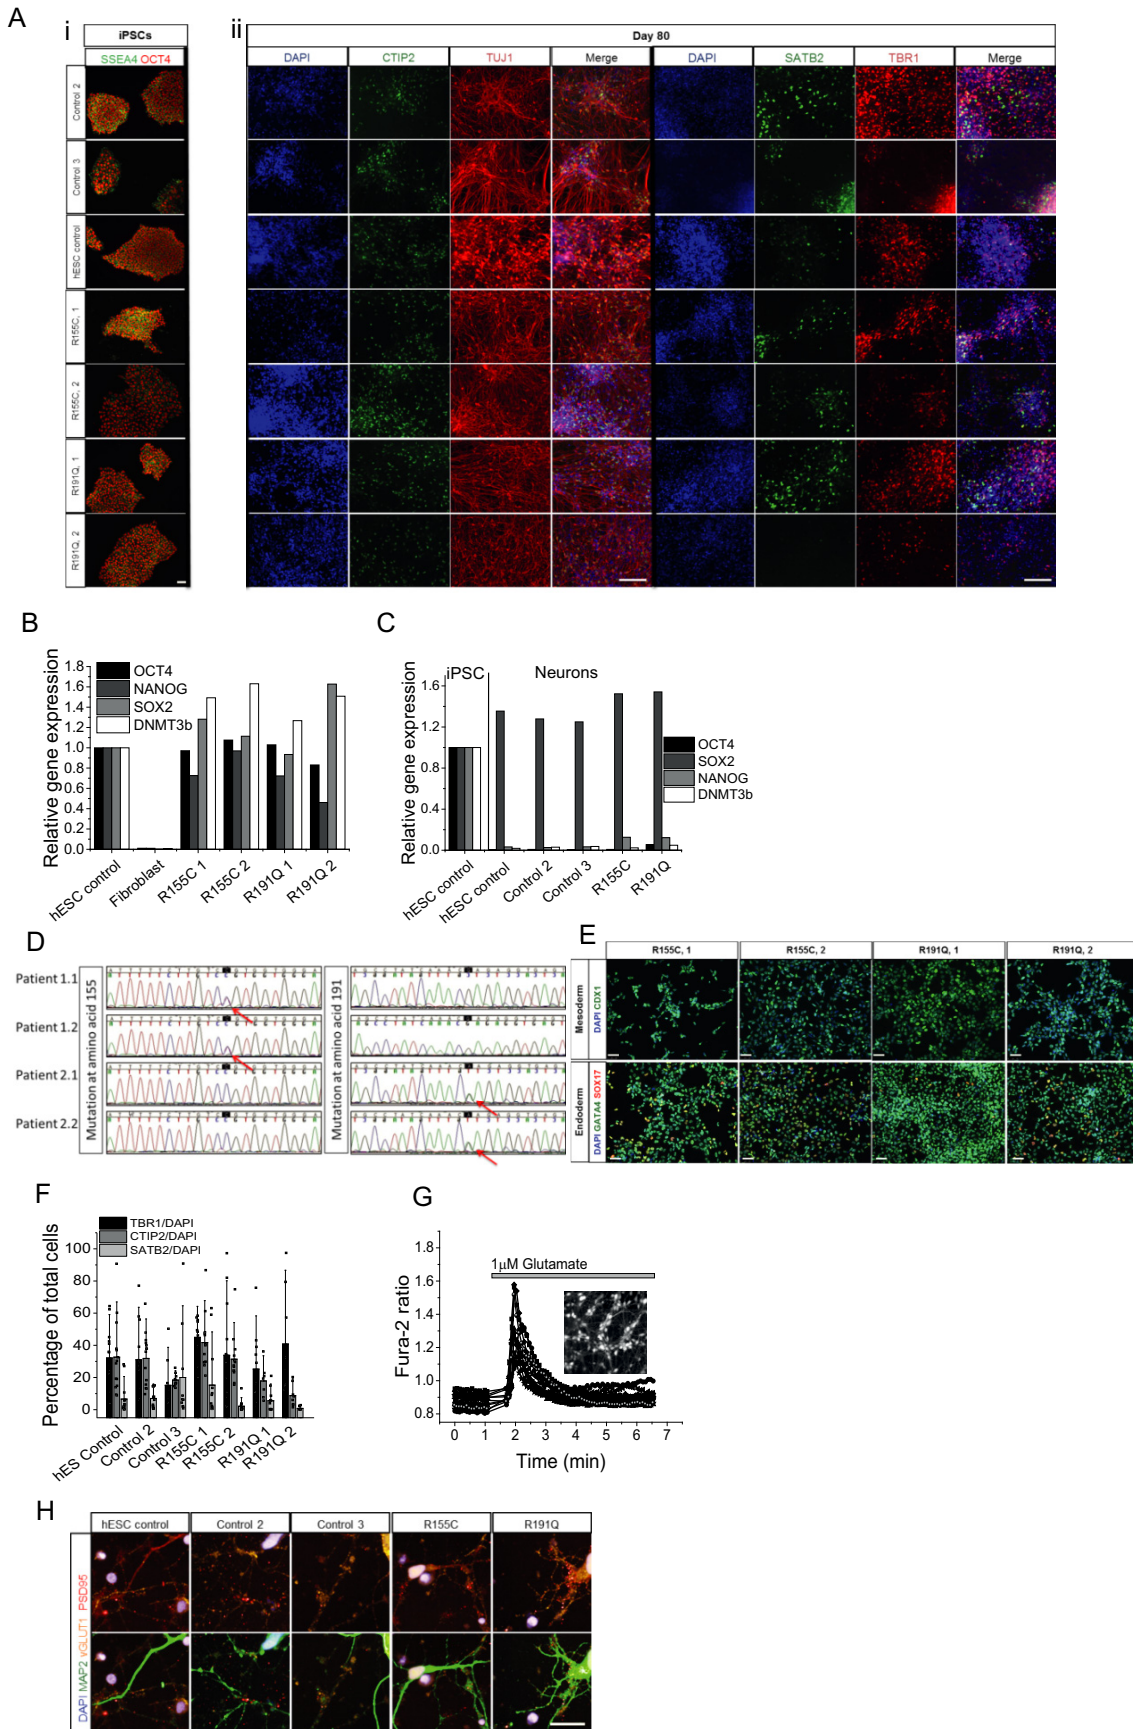 A
i
iPSCs
SSEA4 OCT4
Control 2
Control 3
hESC control
R155C, 1
R155C, 2
R191Q, 1
R191Q, 2
ii
Day 80
DAPI CTIP2 TUJ1 Merge DAPI SATB2 TBR1 Merge
B
Relative gene expression
1.8
1.6
1.4
1.2
1.0
0.8
0.6
0.4
0.2
0.0
OCT4
NANOG
SOX2
DNMT3b
hESC control
Fibroblast
R155C 1
R155C 2
R191Q 1
R191Q 2
C
Relative gene expression
1.6
1.2
0.8
0.4
0.0
iPSC Neurons
OCT4
SOX2
NANOG
DNMT3b
hESC control
hESC control
Control 2
Control 3
R155C
R191Q
D
Patient 1.1
Patient 1.2
Patient 2.1
Patient 2.2
Mutation at amino acid 155
Mutation at amino acid 191
E
R155C, 1 R155C, 2 R191Q, 1 R191Q, 2
Mesoderm
DAPI CDX1
Endoderm
DAPI GATA4 SOX17
F
Percentage of total cells
100
80
60
40
20
0
TBR1/DAPI
CTIP2/DAPI
SATB2/DAPI
hES Control
Control 2
Control 3
R155C 1
R155C 2
R191Q 1
R191Q 2
G
Fura-2 ratio
1.8
1.6
1.4
1.2
1.0
0.8
1μM Glutamate
0 1 2 3 4 5 6 7
Time (min)
H
hESC control Control 2 Control 3 R155C R191Q
DAPI MAP2 vGLUT1 PSD95